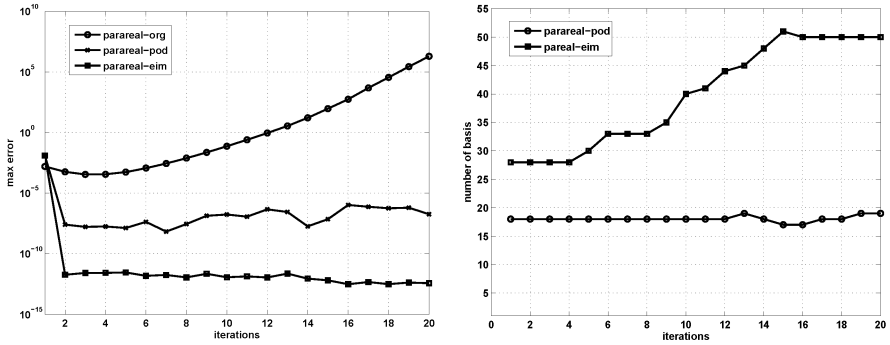 10^10
10^5
10^0
10^-5
10^-10
10^-15
max error
parareal-org
parareal-pod
parareal-eim
2 4 6 8 10 12 14 16 18 20
iterations
55
50
45
40
35
30
25
20
15
10
5
number of basis
parareal-pod
pareal-eim
0 2 4 6 8 10 12 14 16 18 20
iterations